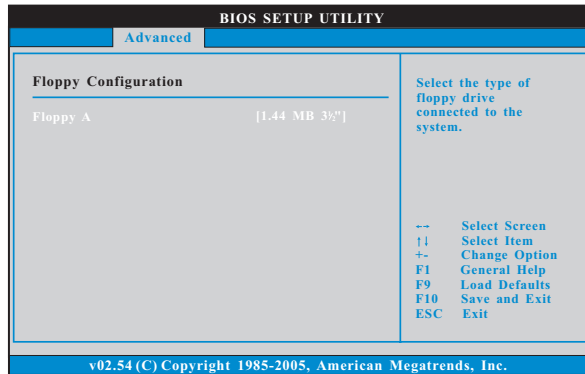 BIOS SETUP UTILITY
Advanced
Floppy Configuration
Floppy A [1.44 MB 3½"]
Select the type of
floppy drive
connected to the
system.
←→ Select Screen
↑↓ Select Item
+- Change Option
F1 General Help
F9 Load Defaults
F10 Save and Exit
ESC Exit
v02.54 (C) Copyright 1985-2005, American Megatrends, Inc.